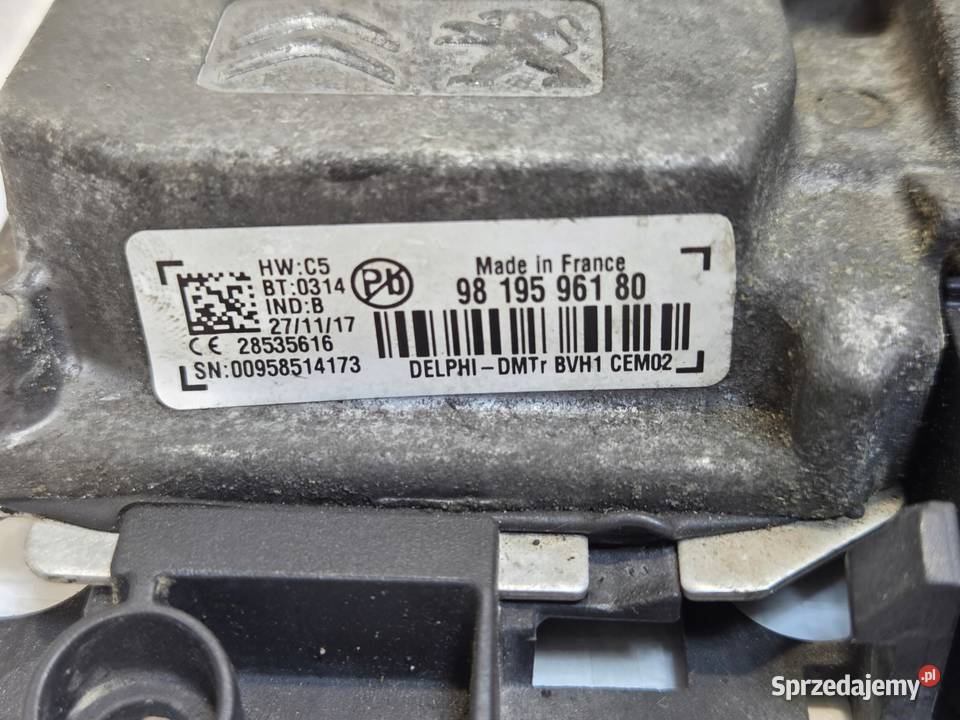 HW:C5
BT:0314
IND:B
27/11/17
CE 28535616
SN:00958514173
Pb
Made in France
98 195 961 80
DELPHI-DMTr BVH1 CEM02
Sprzedajemy.pl